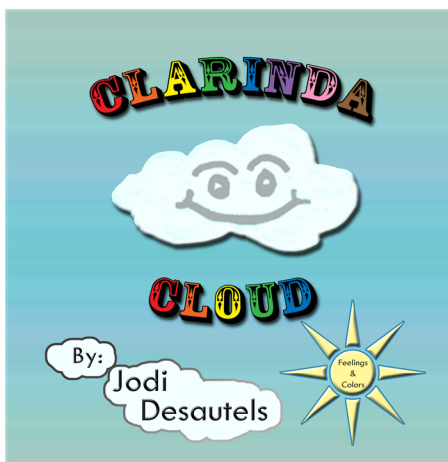 CLARINDA
CLOUD
By:
Jodi
Desautels
Feelings
&
Colors